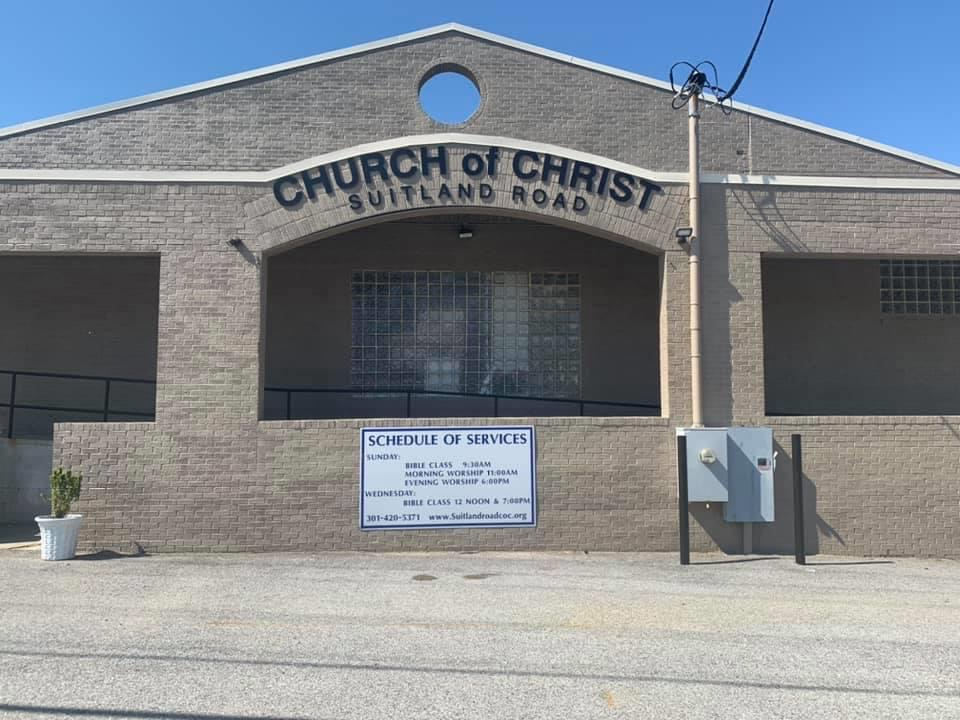 CHURCH of CHRIST
SUITLAND ROAD
SCHEDULE OF SERVICES
SUNDAY:
BIBLE CLASS 9:30AM
MORNING WORSHIP 11:00AM
EVENING WORSHIP 6:00PM
WEDNESDAY:
BIBLE CLASS 12 NOON & 7:00PM
301-420-5371 www.Suitlandroadcoc.org